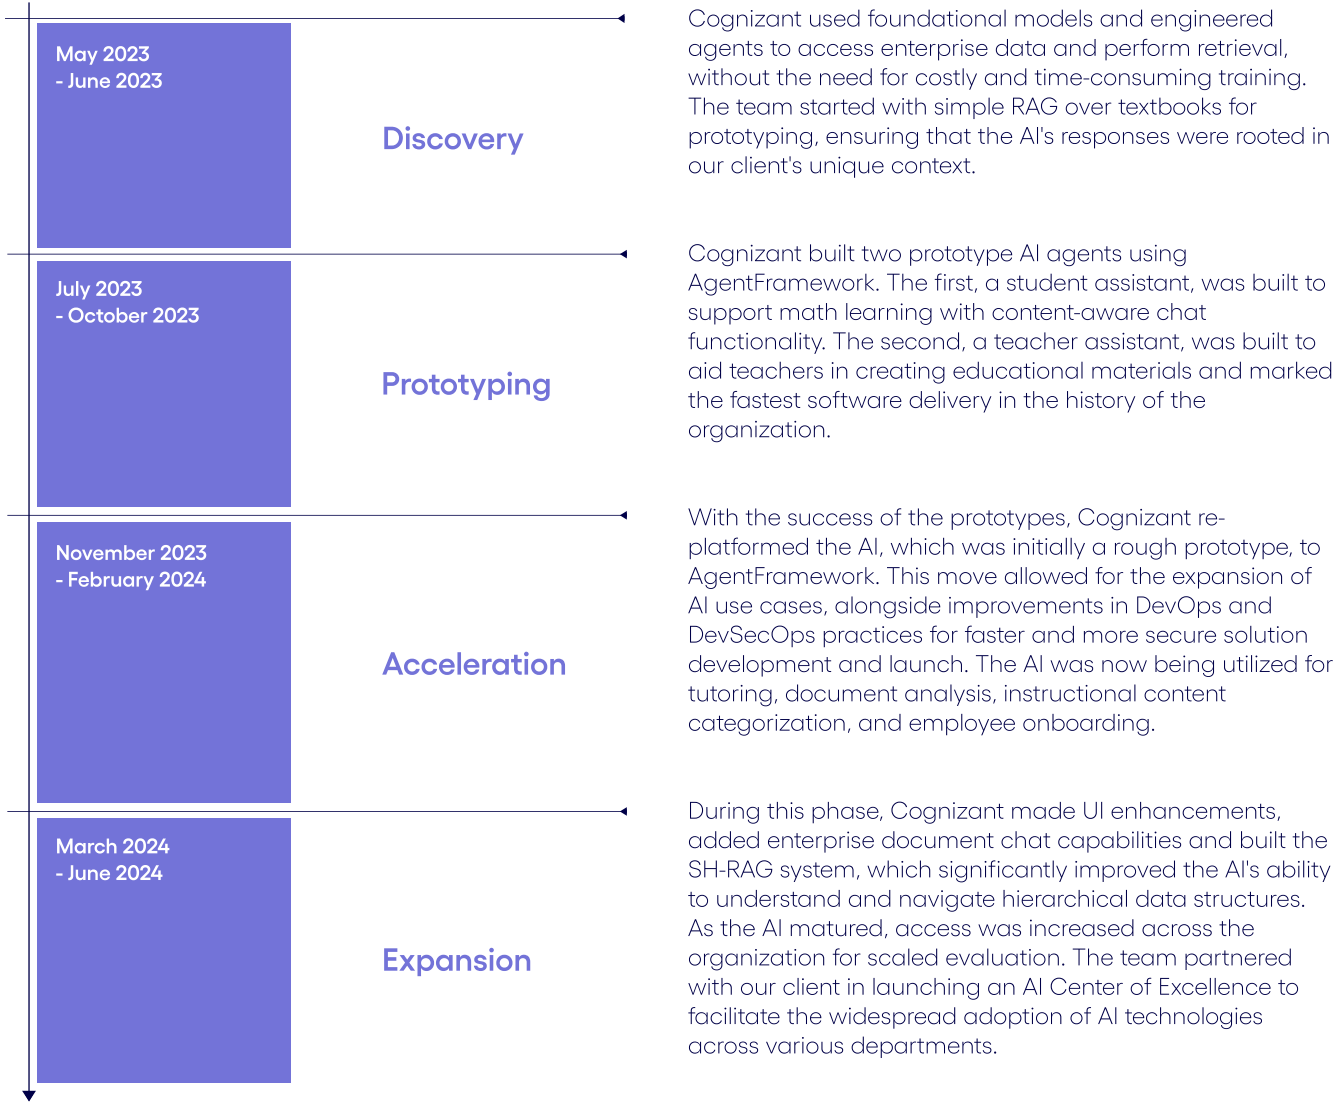 May 2023
- June 2023
Discovery
Cognizant used foundational models and engineered
agents to access enterprise data and perform retrieval,
without the need for costly and time-consuming training.
The team started with simple RAG over textbooks for
prototyping, ensuring that the AI's responses were rooted in
our client's unique context.
July 2023
- October 2023
Prototyping
Cognizant built two prototype AI agents using
AgentFramework. The first, a student assistant, was built to
support math learning with content-aware chat
functionality. The second, a teacher assistant, was built to
aid teachers in creating educational materials and marked
the fastest software delivery in the history of the
organization.
November 2023
- February 2024
Acceleration
With the success of the prototypes, Cognizant re-
platformed the AI, which was initially a rough prototype, to
AgentFramework. This move allowed for the expansion of
AI use cases, alongside improvements in DevOps and
DevSecOps practices for faster and more secure solution
development and launch. The AI was now being utilized for
tutoring, document analysis, instructional content
categorization, and employee onboarding.
March 2024
- June 2024
Expansion
During this phase, Cognizant made UI enhancements,
added enterprise document chat capabilities and built the
SH-RAG system, which significantly improved the AI's ability
to understand and navigate hierarchical data structures.
As the AI matured, access was increased across the
organization for scaled evaluation. The team partnered
with our client in launching an AI Center of Excellence to
facilitate the widespread adoption of AI technologies
across various departments.